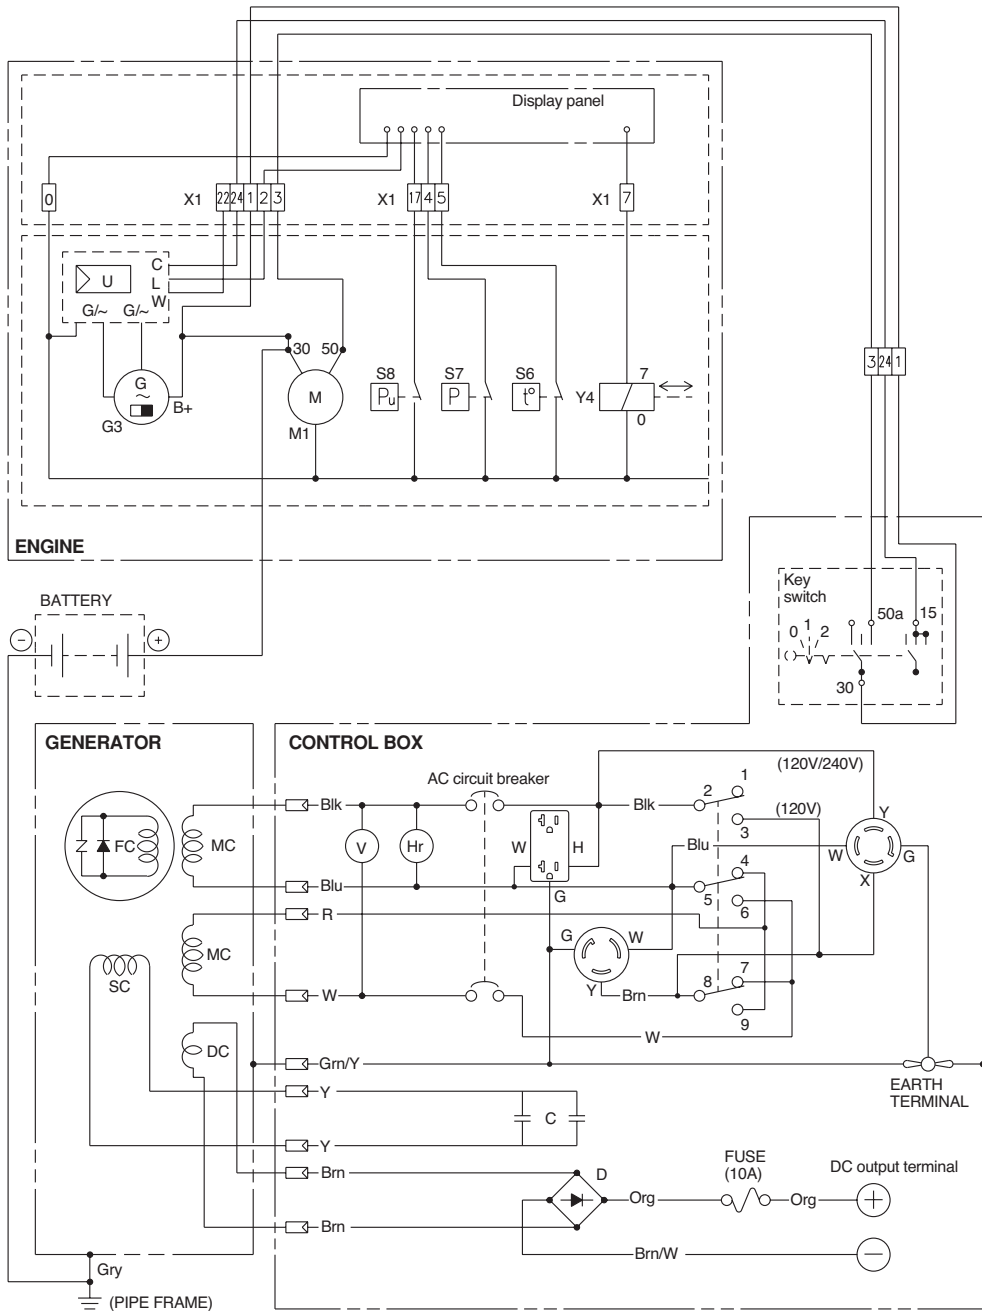 Display panel
0
X1
22
24
1
2
3
X1
17
4
5
X1
7
U
C
L
W
G/~
G/~
G
~
G3
B+
30
50
M
M1
S8
Pu
S7
P
S6
t°
Y4
7
0
3
24
1
ENGINE
BATTERY
−
+
Key
switch
0
1
2
50a
15
30
GENERATOR
CONTROL BOX
AC circuit breaker
(120V/240V)
(120V)
FC
MC
Blk
V
Hr
W
H
G
Blk
2
1
3
Y
W
G
X
Blu
Blu
4
5
6
R
MC
SC
G
W
Y
Brn
8
7
9
W
W
DC
Grn/Y
EARTH
TERMINAL
Y
C
Y
Brn
D
Org
FUSE
(10A)
Org
DC output terminal
+
Brn
Brn/W
−
Gry
(PIPE FRAME)